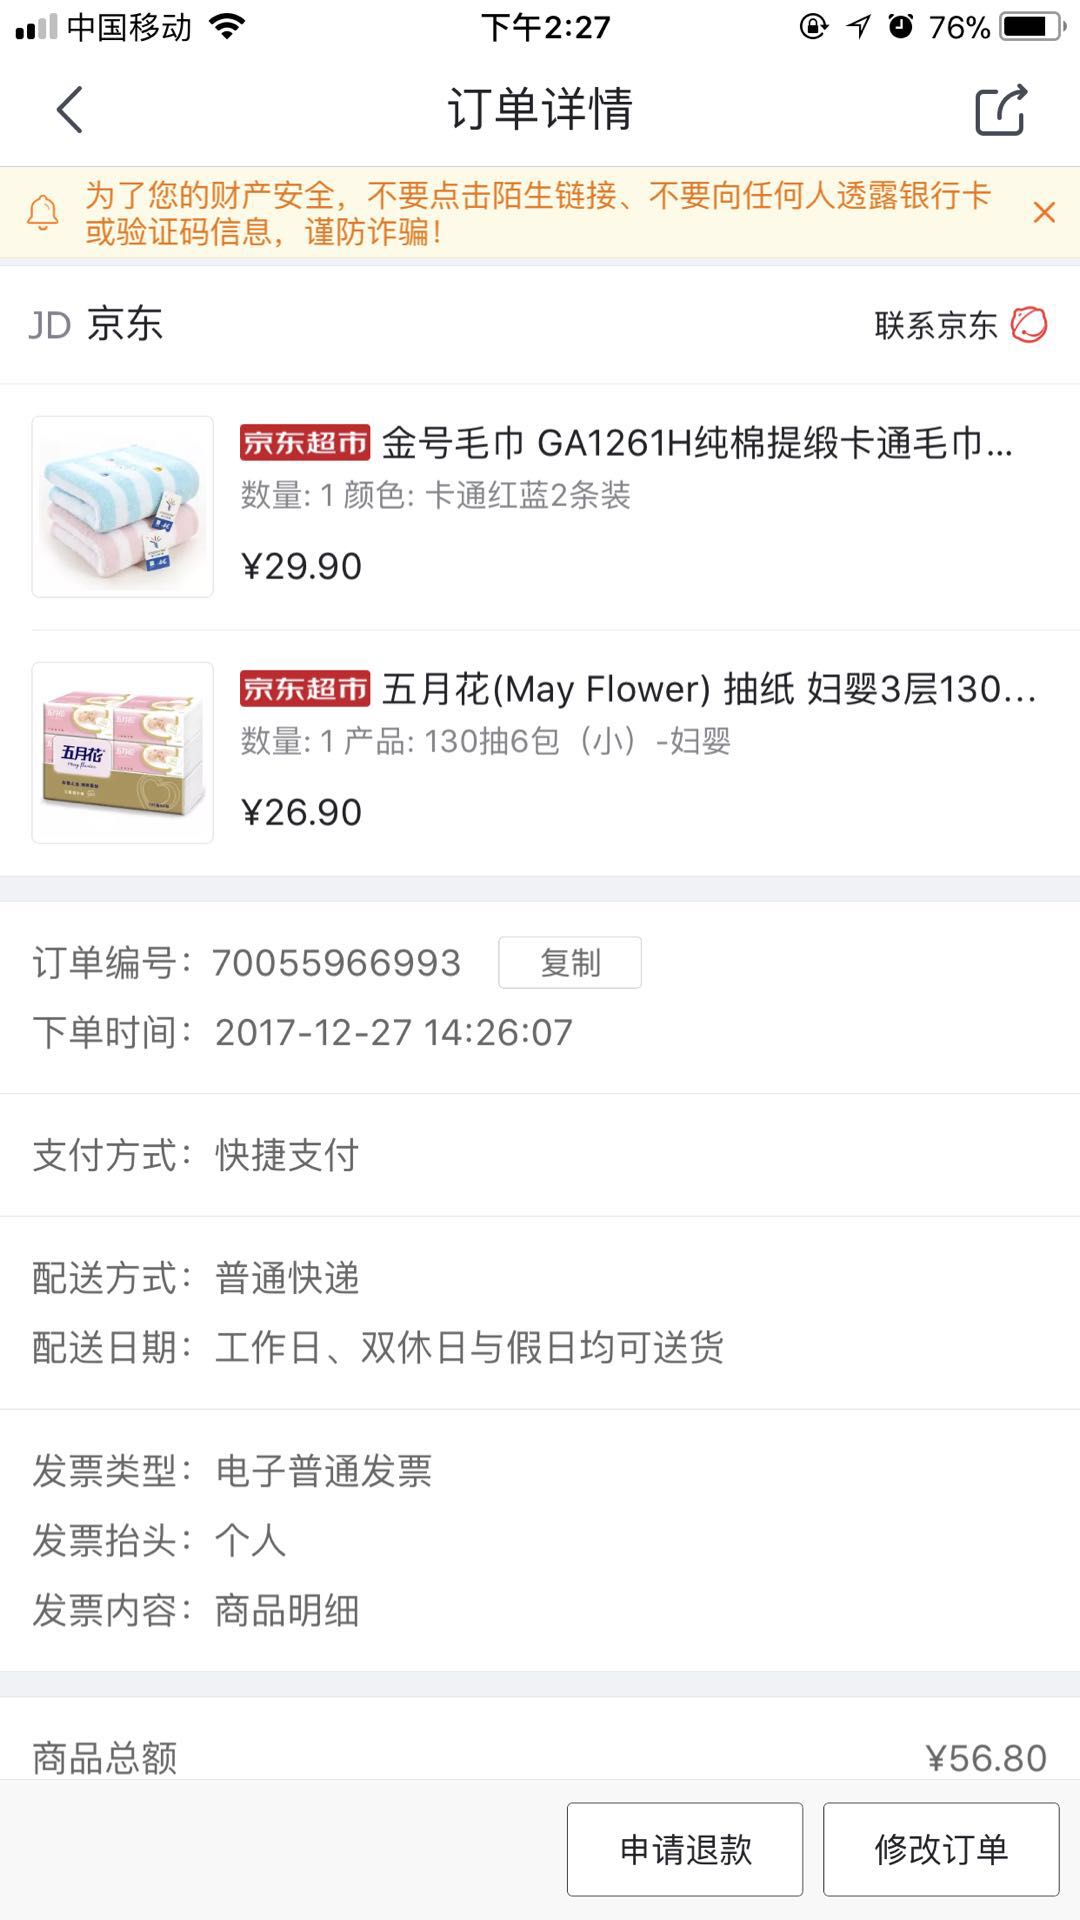 中国移动 下午2:27 76%
订单详情
为了您的财产安全，不要点击陌生链接、不要向任何人透露银行卡
或验证码信息，谨防诈骗！
JD 京东 联系京东
京东超市 金号毛巾 GA1261H纯棉提缎卡通毛巾...
数量: 1 颜色: 卡通红蓝2条装
¥29.90
京东超市 五月花(May Flower) 抽纸 妇婴3层130...
五月花
数量: 1 产品: 130抽6包（小）-妇婴
¥26.90
订单编号：70055966993 复制
下单时间：2017-12-27 14:26:07
支付方式：快捷支付
配送方式：普通快递
配送日期：工作日、双休日与假日均可送货
发票类型：电子普通发票
发票抬头：个人
发票内容：商品明细
商品总额 ¥56.80
申请退款 修改订单